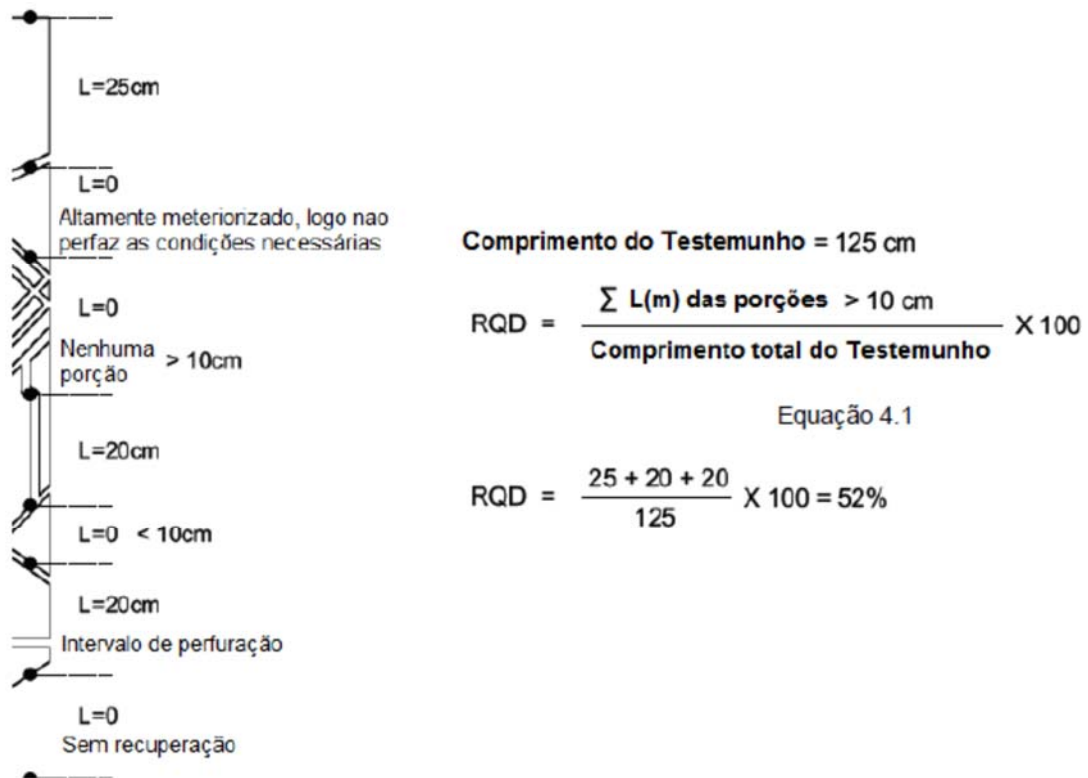 L=25cm
L=0
Altamente meteriorizado, logo nao
perfaz as condições necessárias
L=0
Nenhuma
porção > 10cm
L=20cm
L=0 < 10cm
L=20cm
Intervalo de perfuração
L=0
Sem recuperação
Comprimento do Testemunho = 125 cm
RQD = ∑ L(m) das porções > 10 cm
Comprimento total do Testemunho
X 100
Equação 4.1
RQD = 25 + 20 + 20
125
X 100 = 52%